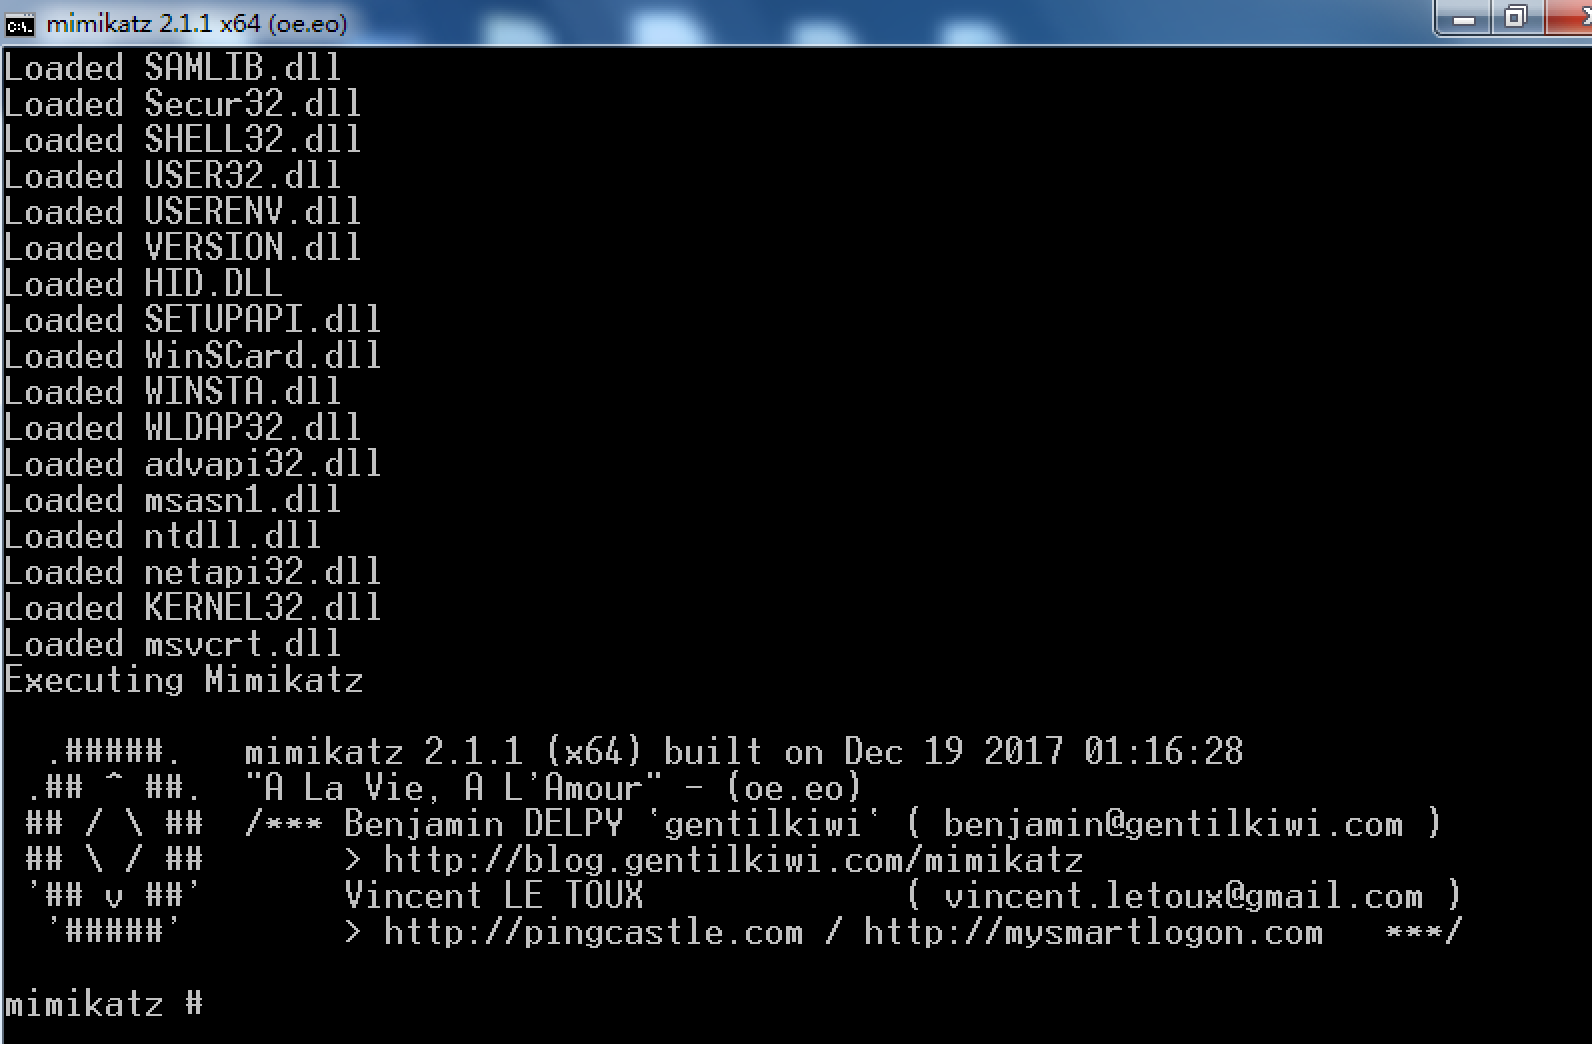 mimikatz 2.1.1 x64 (oe.eo)
Loaded SAMLIB.dll
Loaded Secur32.dll
Loaded SHELL32.dll
Loaded USER32.dll
Loaded USERENV.dll
Loaded VERSION.dll
Loaded HID.DLL
Loaded SETUPAPI.dll
Loaded WinSCard.dll
Loaded WINSTA.dll
Loaded WLDAP32.dll
Loaded advapi32.dll
Loaded msasn1.dll
Loaded ntdll.dll
Loaded netapi32.dll
Loaded KERNEL32.dll
Loaded msvcrt.dll
Executing Mimikatz
  .#####.   mimikatz 2.1.1 (x64) built on Dec 19 2017 01:16:28
 .## ^ ##.  "A La Vie, A L'Amour" - (oe.eo)
 ## / \ ##  /*** Benjamin DELPY `gentilkiwi` ( benjamin@gentilkiwi.com )
 ## \ / ##       > http://blog.gentilkiwi.com/mimikatz
 '## v ##'       Vincent LE TOUX             ( vincent.letoux@gmail.com )
  '#####'        > http://pingcastle.com / http://mysmartlogon.com   ***/
mimikatz #